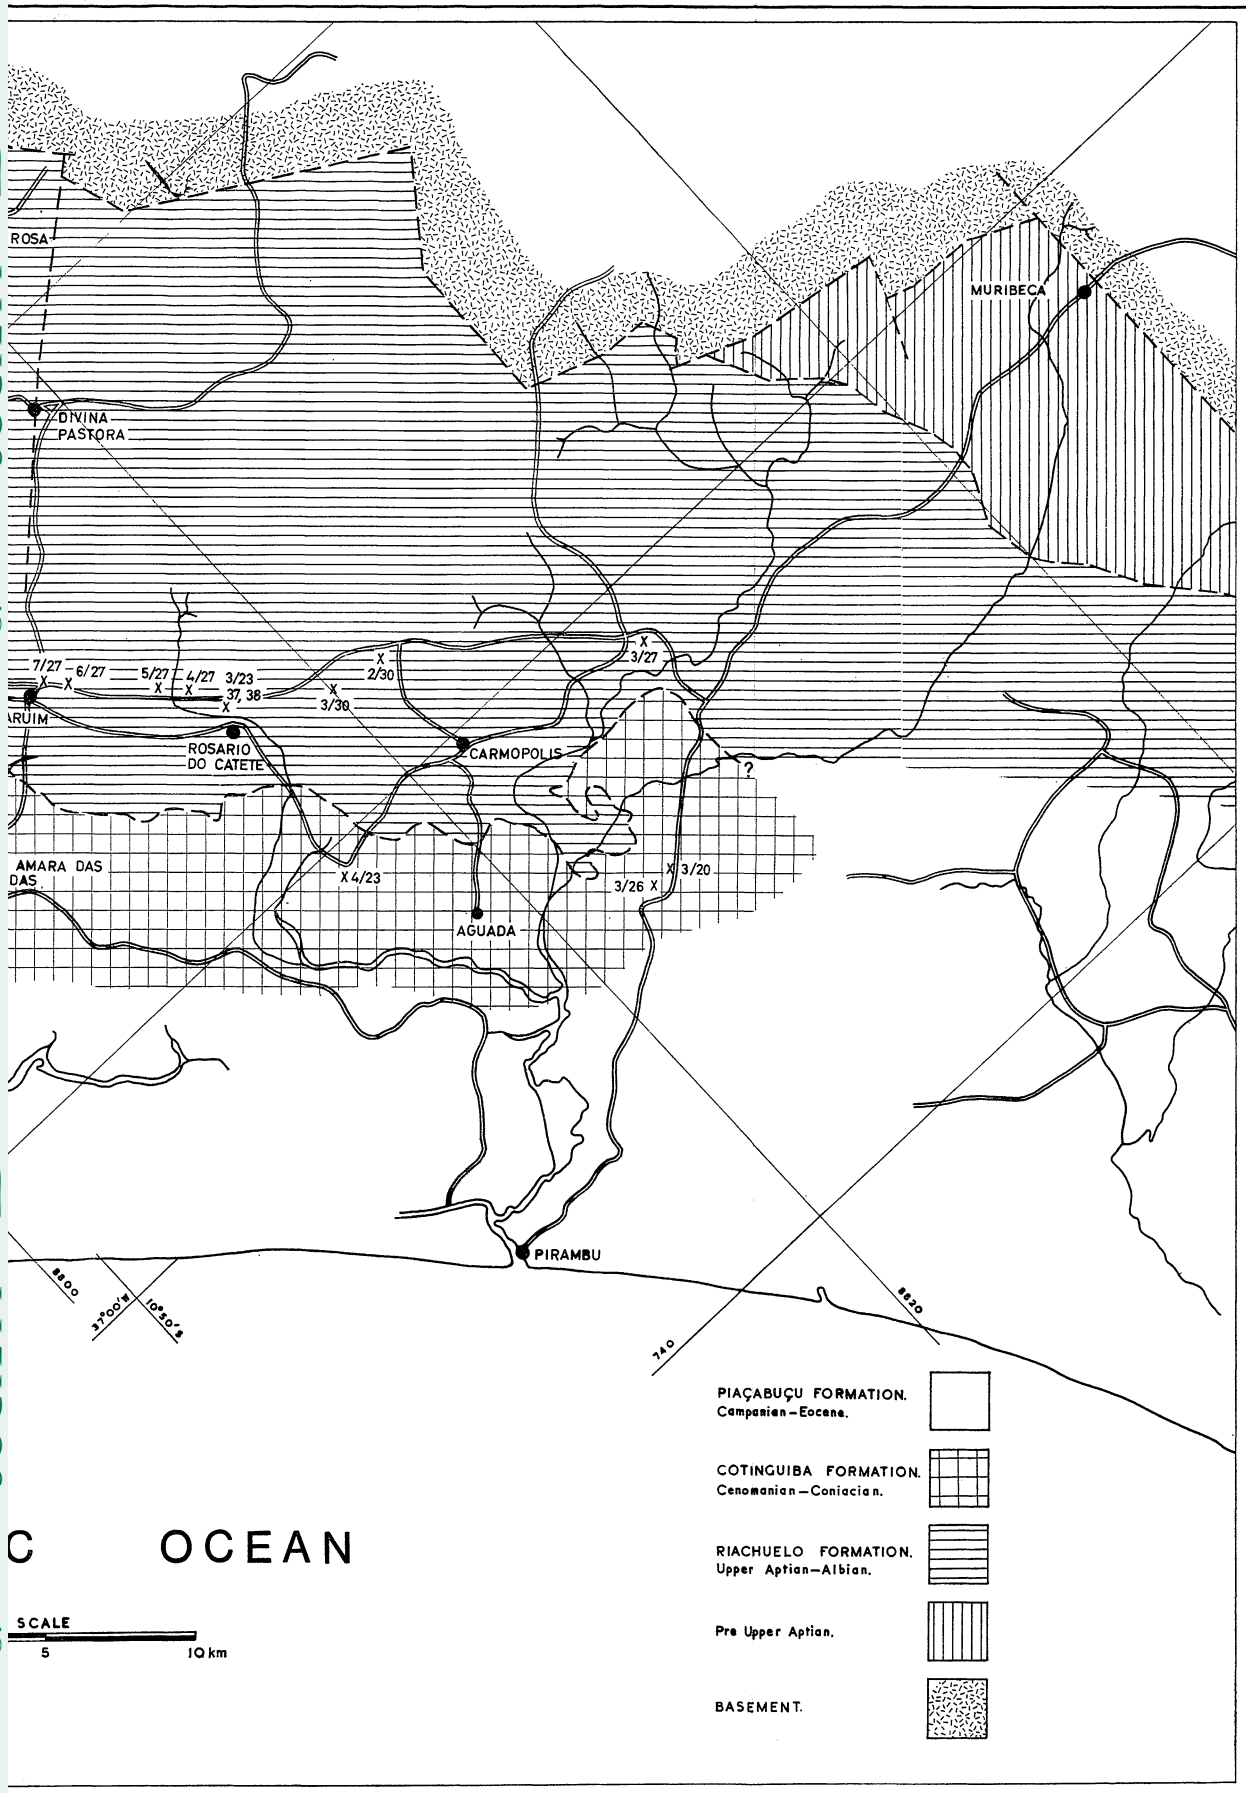 ROSA
MURIBECA
DIVINA
PASTORA
7/27
6/27
5/27
4/27
3/23
37, 38
2/30
3/30
3/27
ARUIM
ROSARIO
DO CATETE
CARMOPOLIS
?
AMARA DAS
DAS
4/23
3/26
3/20
AGUADA
PIRAMBU
8800
37°00'W
10°50'S
8820
740
PIAÇABUÇU FORMATION.
Campanian–Eocene.
COTINGUIBA FORMATION.
Cenomanian–Coniacian.
RIACHUELO FORMATION.
Upper Aptian–Albian.
Pre Upper Aptian.
BASEMENT.
C OCEAN
SCALE
5 10 km